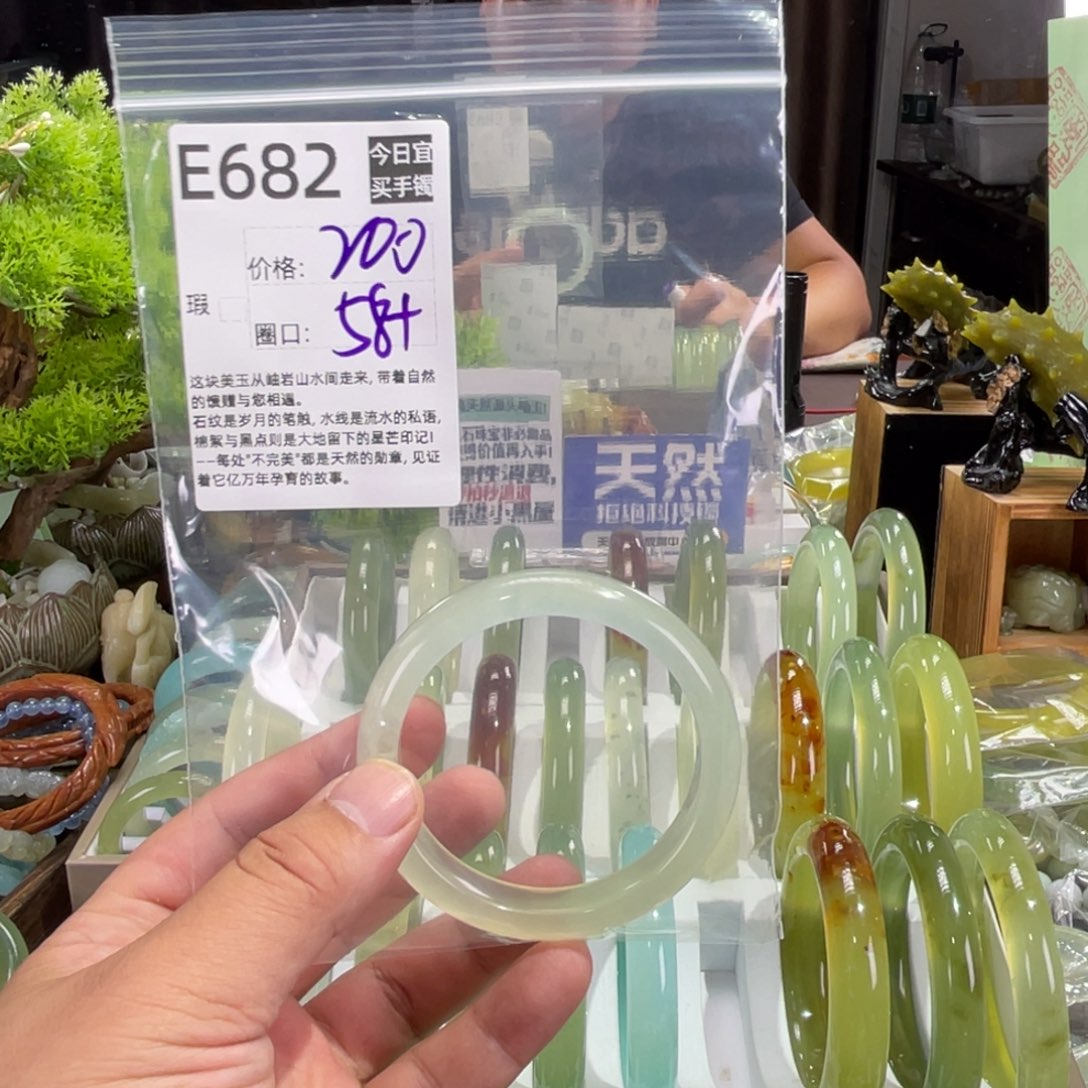 E682
今日宜
买手镯
价格: 200
瑕
圈口: 58+
这块美玉从岫岩山水间走来, 带着自然
的馈赠与您相遇。
石纹是岁月的笔触, 水线是流水的私语,
棉絮与黑点则是大地留下的星芒印记!
——每处"不完美"都是天然的勋章, 见证
着它亿万年孕育的故事。
天然